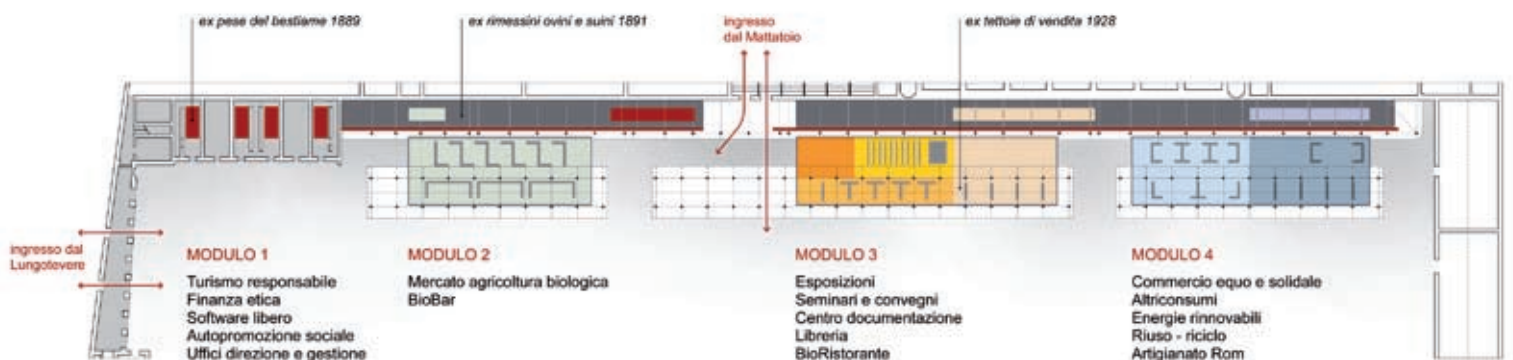 ex pese del bestiame 1889
ex rimessini ovini e suini 1891
ingresso
dal Mattatoio
ex tettoie di vendita 1928
ingresso dal
Lungotevere
MODULO 1
Turismo responsabile
Finanza etica
Software libero
Autopromozione sociale
Uffici direzione e gestione
MODULO 2
Mercato agricoltura biologica
BioBar
MODULO 3
Esposizioni
Seminari e convegni
Centro documentazione
Libreria
BioRistorante
MODULO 4
Commercio equo e solidale
Altriconsumi
Energie rinnovabili
Riuso - riciclo
Artigianato Rom